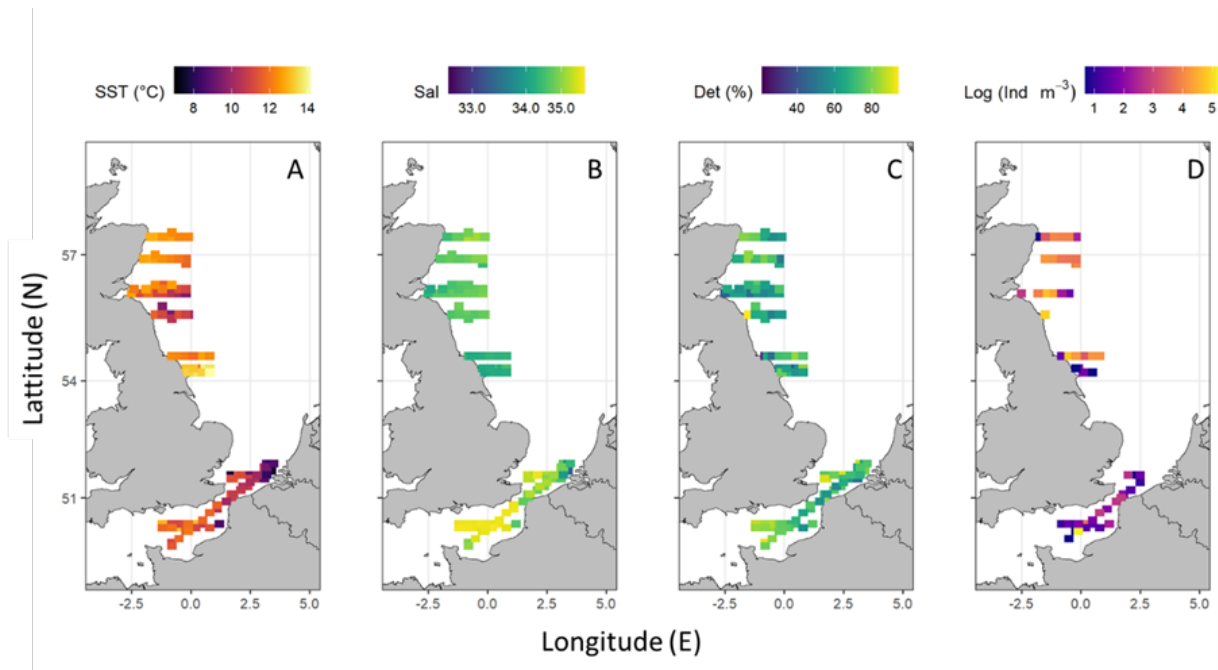 SST (°C)
8 10 12 14
Sal
33.0 34.0 35.0
Det (%)
40 60 80
Log (Ind m⁻³)
1 2 3 4 5
A
B
C
D
57
54
51
Lattitude (N)
-2.5 0.0 2.5 5.0
-2.5 0.0 2.5 5.0
-2.5 0.0 2.5 5.0
-2.5 0.0 2.5 5.0
Longitude (E)